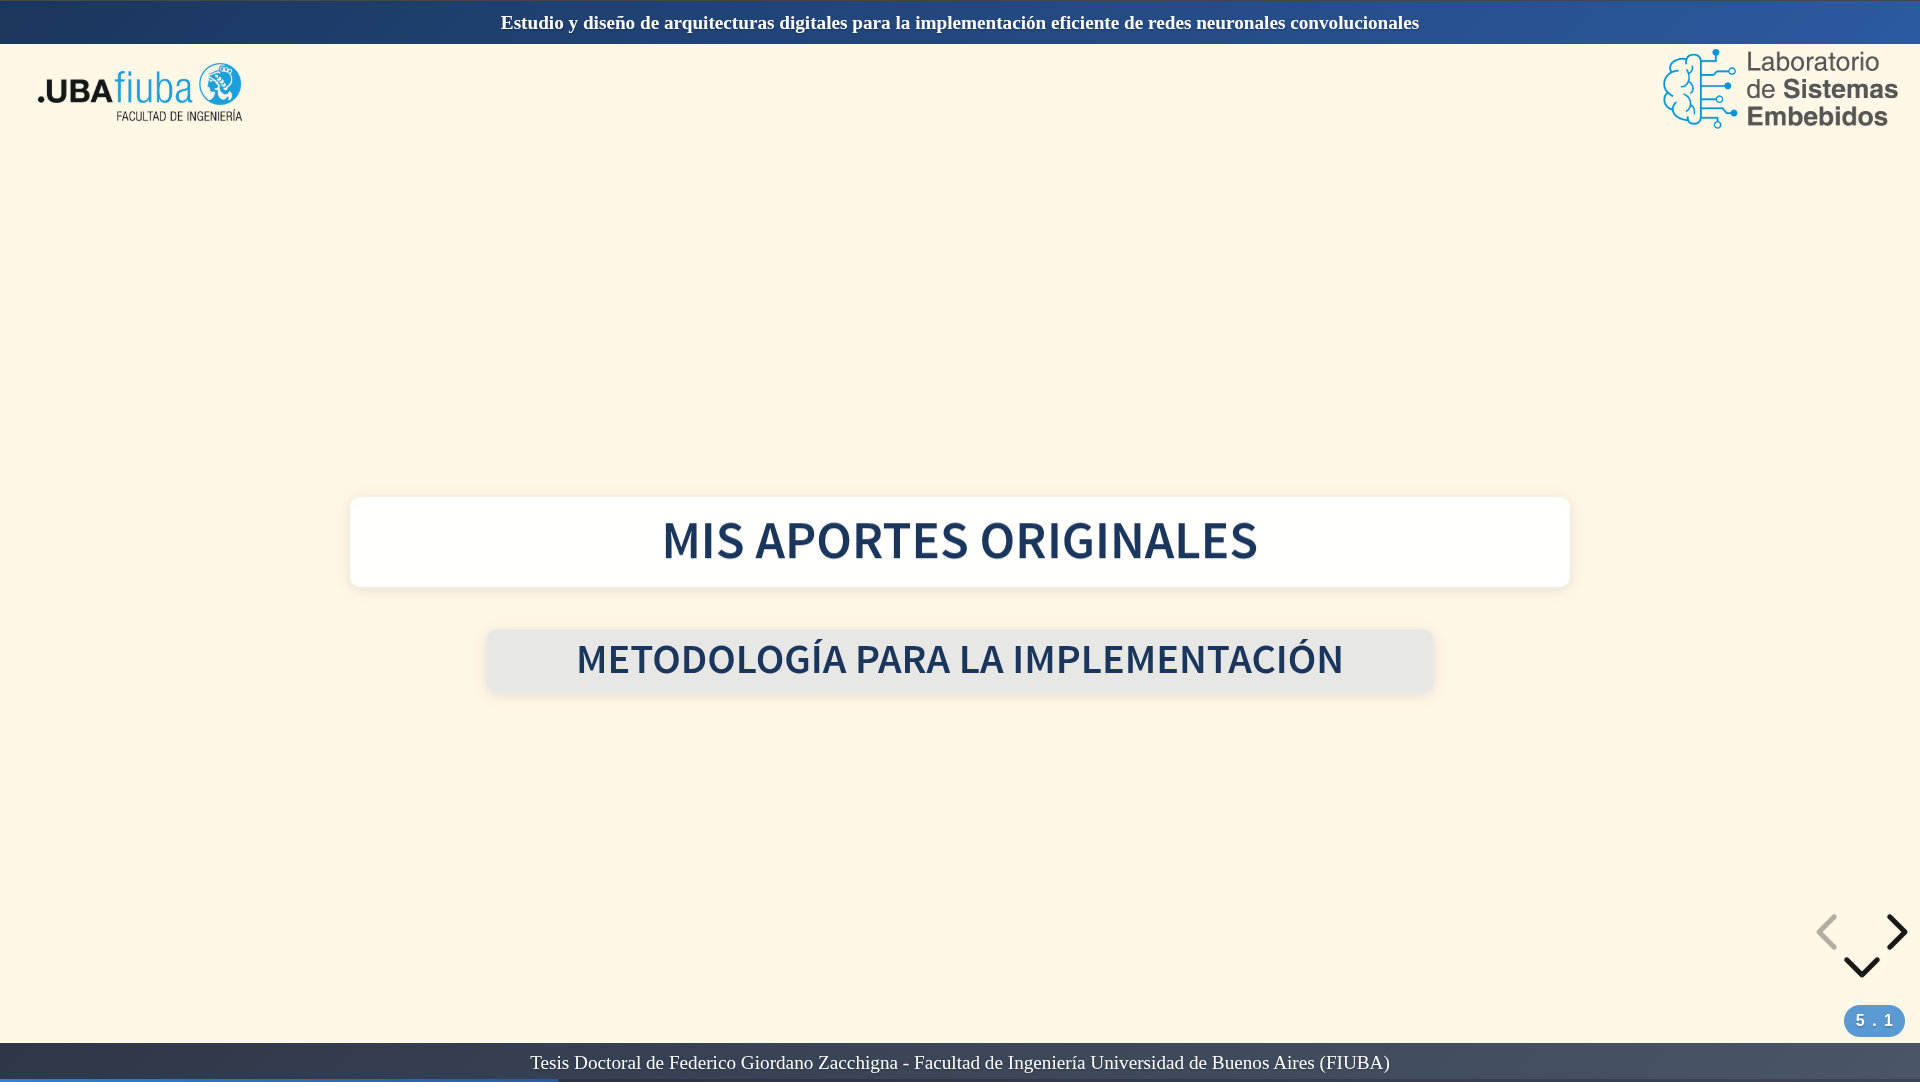 Estudio y diseño de arquitecturas digitales para la implementación eficiente de redes neuronales convolucionales
.UBAfiuba
FACULTAD DE INGENIERÍA
Laboratorio
de Sistemas
Embebidos
MIS APORTES ORIGINALES
METODOLOGÍA PARA LA IMPLEMENTACIÓN
5 . 1
Tesis Doctoral de Federico Giordano Zacchigna - Facultad de Ingeniería Universidad de Buenos Aires (FIUBA)